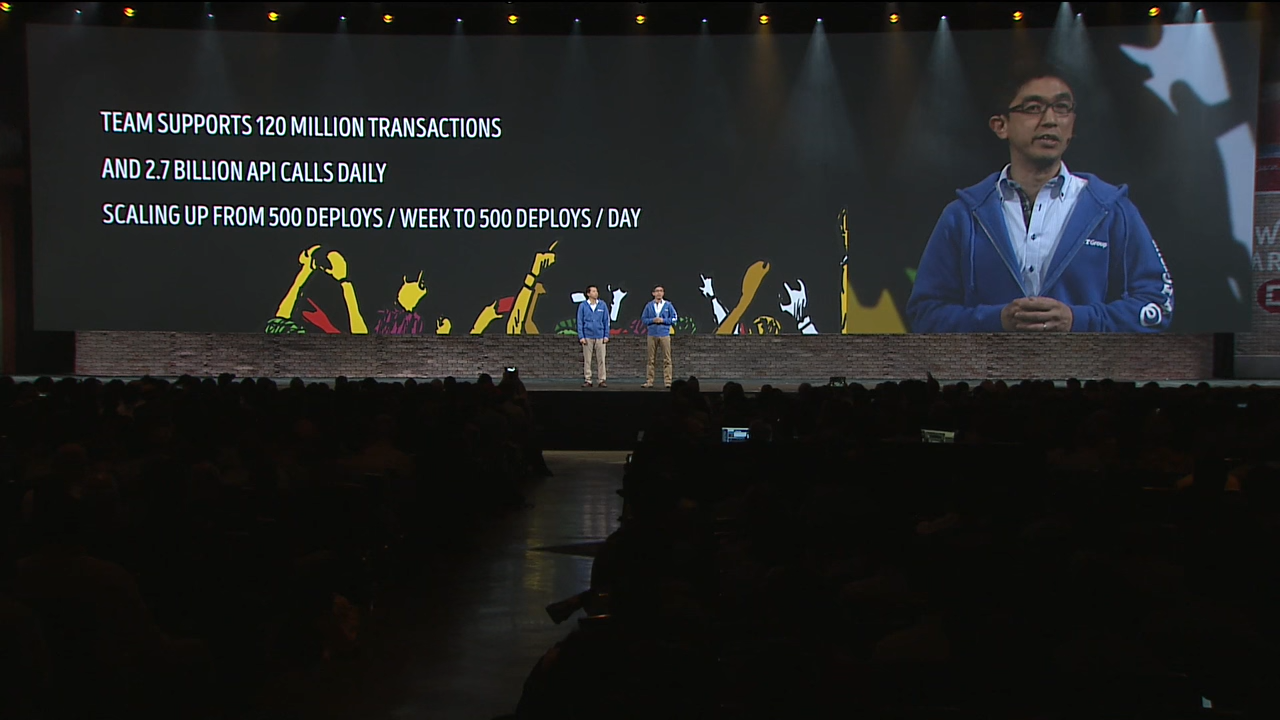 TEAM SUPPORTS 120 MILLION TRANSACTIONS
AND 2.7 BILLION API CALLS DAILY
SCALING UP FROM 500 DEPLOYS / WEEK TO 500 DEPLOYS / DAY
TGroup